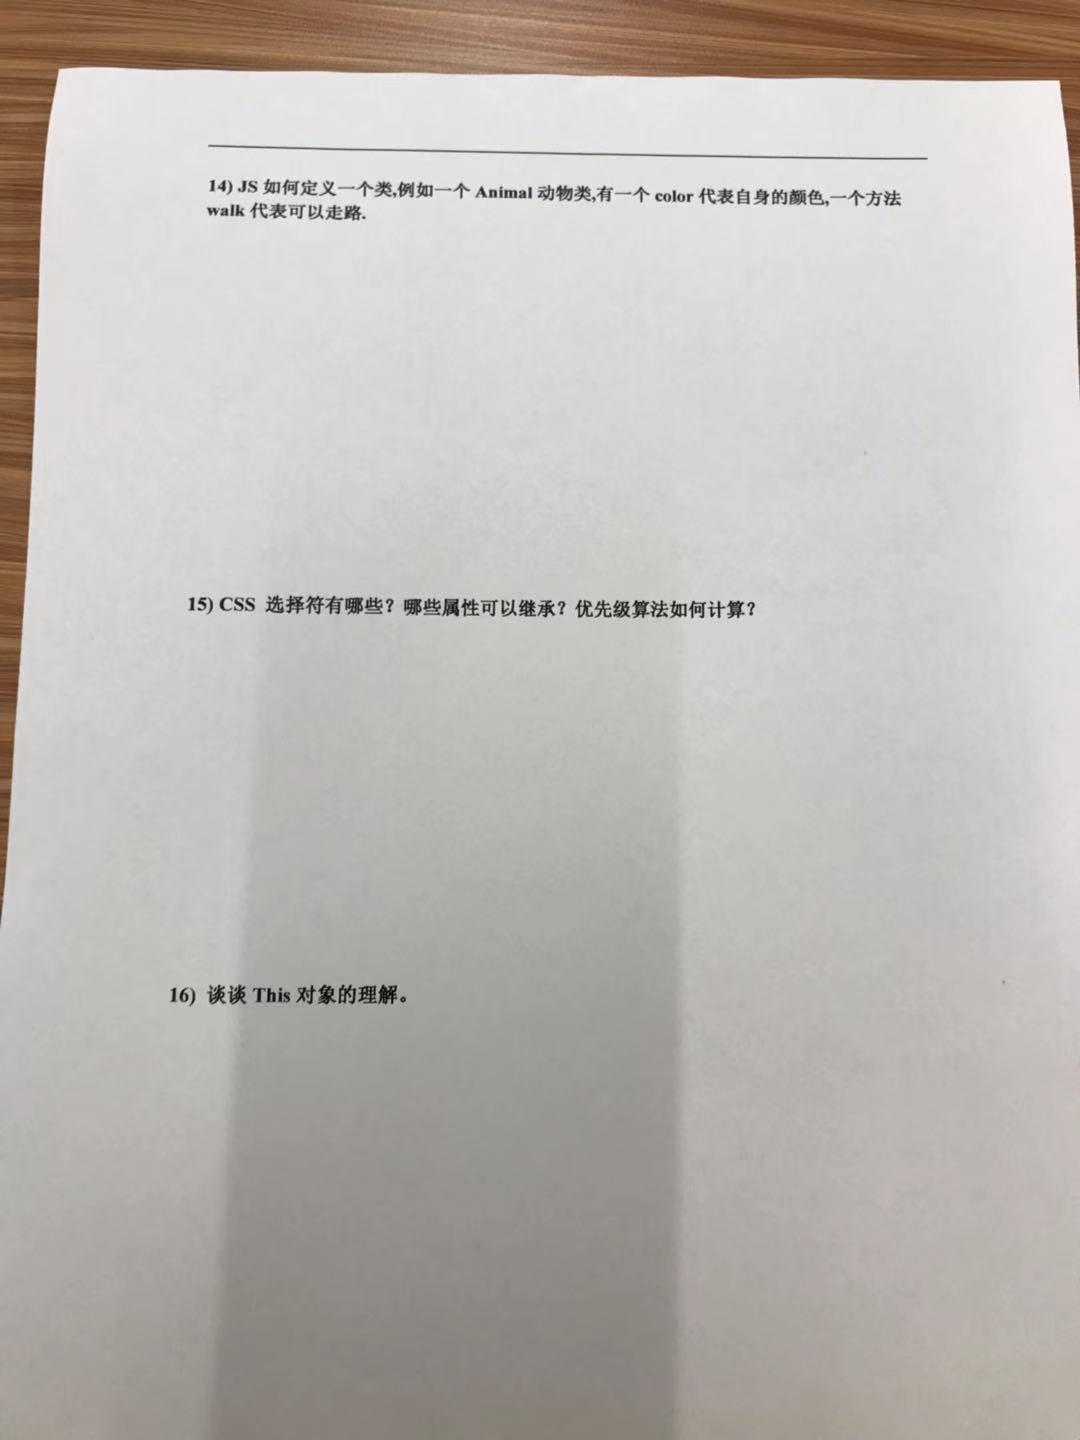 14) JS 如何定义一个类,例如一个 Animal 动物类,有一个 color 代表自身的颜色,一个方法
walk 代表可以走路.
15) CSS 选择符有哪些？哪些属性可以继承？优先级算法如何计算？
16) 谈谈 This 对象的理解。